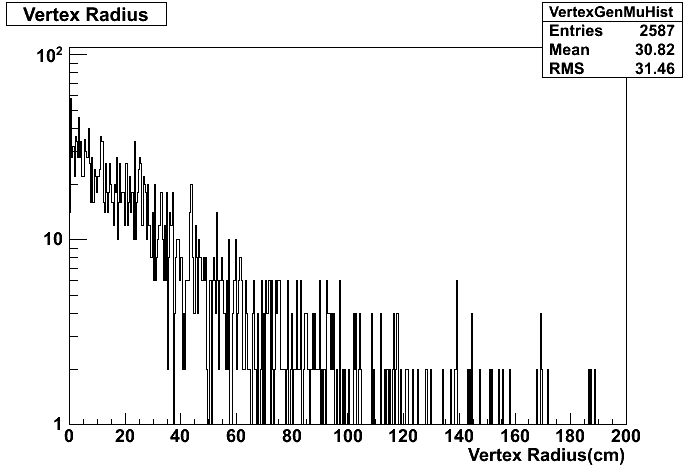 Vertex Radius
VertexGenMuHist
Entries 2587
Mean 30.82
RMS 31.46
10²
10
1
0 20 40 60 80 100 120 140 160 180 200
Vertex Radius(cm)